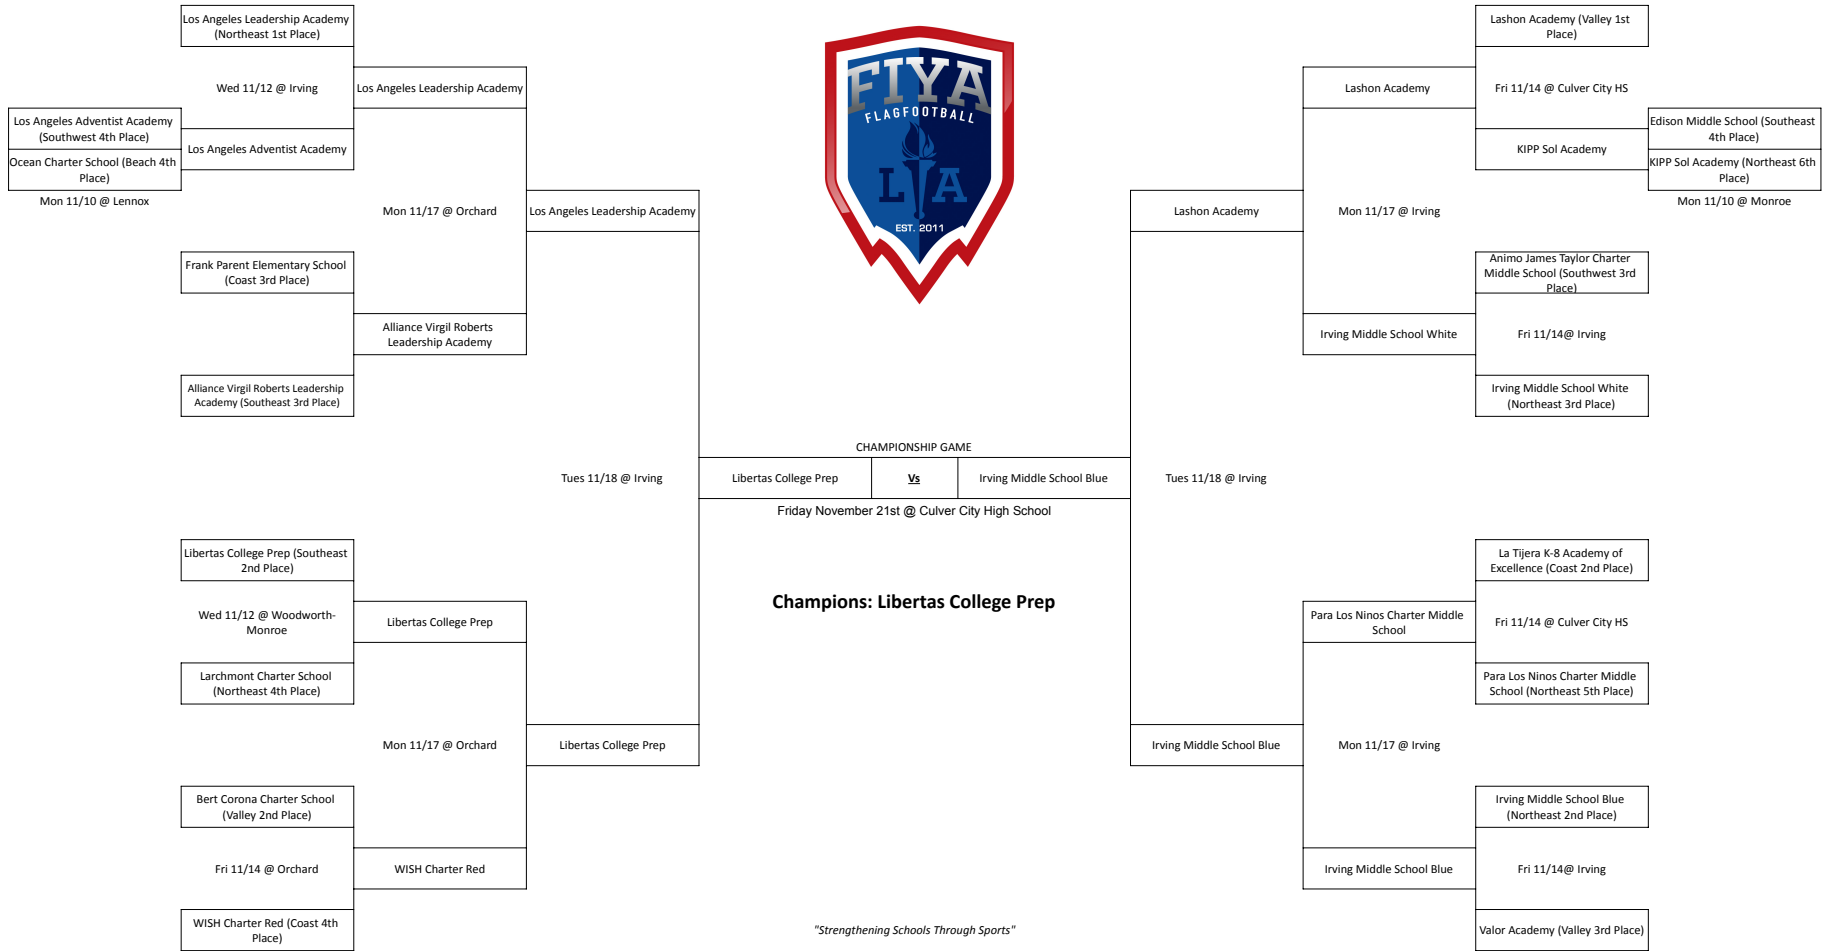 Los Angeles Leadership Academy
(Northeast 1st Place)
Wed 11/12 @ Irving
Los Angeles Leadership Academy
Los Angeles Adventist Academy
(Southwest 4th Place)
Los Angeles Adventist Academy
Ocean Charter School (Beach 4th
Place)
Mon 11/10 @ Lennox
Mon 11/17 @ Orchard
Los Angeles Leadership Academy
Frank Parent Elementary School
(Coast 3rd Place)
Alliance Virgil Roberts
Leadership Academy
Alliance Virgil Roberts Leadership
Academy (Southeast 3rd Place)
Tues 11/18 @ Irving
Libertas College Prep (Southeast
2nd Place)
Wed 11/12 @ Woodworth-
Monroe
Libertas College Prep
Larchmont Charter School
(Northeast 4th Place)
Mon 11/17 @ Orchard
Libertas College Prep
Bert Corona Charter School
(Valley 2nd Place)
Fri 11/14 @ Orchard
WISH Charter Red
WISH Charter Red (Coast 4th
Place)
FIYA
FLAGFOOTBALL
LA
EST. 2011
CHAMPIONSHIP GAME
Libertas College Prep
Vs
Irving Middle School Blue
Friday November 21st @ Culver City High School
Champions: Libertas College Prep
"Strengthening Schools Through Sports"
Lashon Academy (Valley 1st
Place)
Lashon Academy
Fri 11/14 @ Culver City HS
Edison Middle School (Southeast
4th Place)
KIPP Sol Academy
KIPP Sol Academy (Northeast 6th
Place)
Mon 11/10 @ Monroe
Lashon Academy
Mon 11/17 @ Irving
Animo James Taylor Charter
Middle School (Southwest 3rd
Place)
Irving Middle School White
Fri 11/14@ Irving
Irving Middle School White
(Northeast 3rd Place)
Tues 11/18 @ Irving
La Tijera K-8 Academy of
Excellence (Coast 2nd Place)
Para Los Ninos Charter Middle
School
Fri 11/14 @ Culver City HS
Para Los Ninos Charter Middle
School (Northeast 5th Place)
Irving Middle School Blue
Mon 11/17 @ Irving
Irving Middle School Blue
(Northeast 2nd Place)
Irving Middle School Blue
Fri 11/14@ Irving
Valor Academy (Valley 3rd Place)